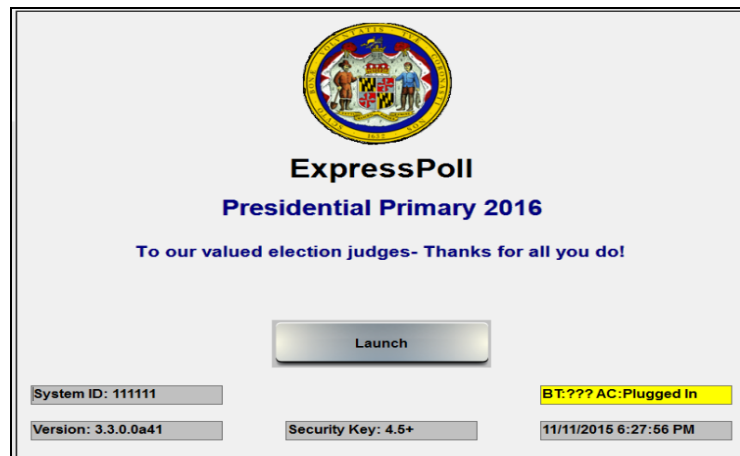 ExpressPoll
Presidential Primary 2016
To our valued election judges- Thanks for all you do!
Launch
System ID: 111111
BT:??? AC:Plugged In
Version: 3.3.0.0a41
Security Key: 4.5+
11/11/2015 6:27:56 PM